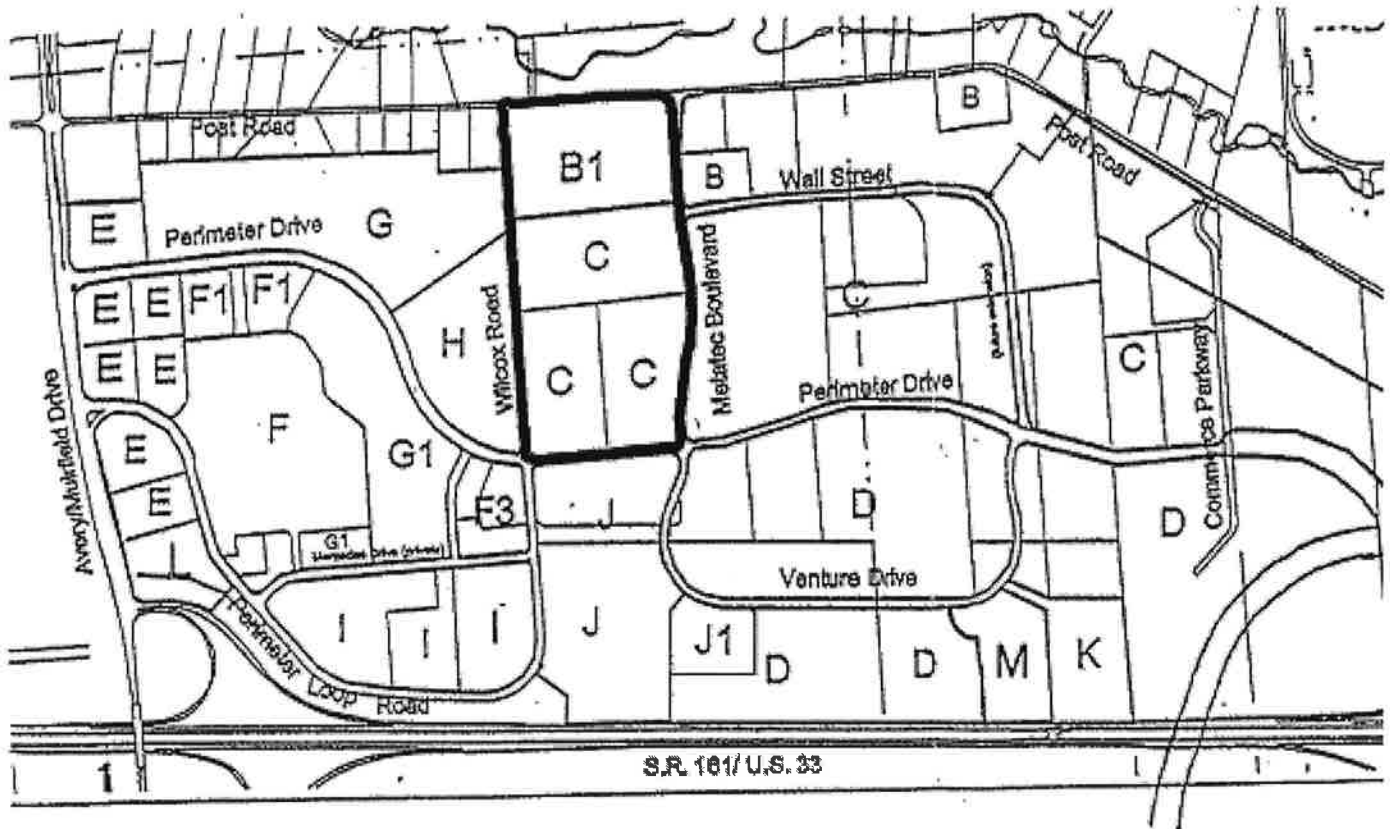 Post Road
B
Post Road
B1
B
Wall Street
E
Perimeter Drive
G
C
Metatec Boulevard
E
E
F1
F1
H
Wilcox Road
C
E
E
C
C
C
Commerce Parkway
Perimeter Drive
Avery/Muirfield Drive
F
E
G1
E
F3
J
D
D
G1
L
Venture Drive
Perimeter Loop Road
I
I
I
J
J1
D
D
M
K
S.R. 161/ U.S. 33
1